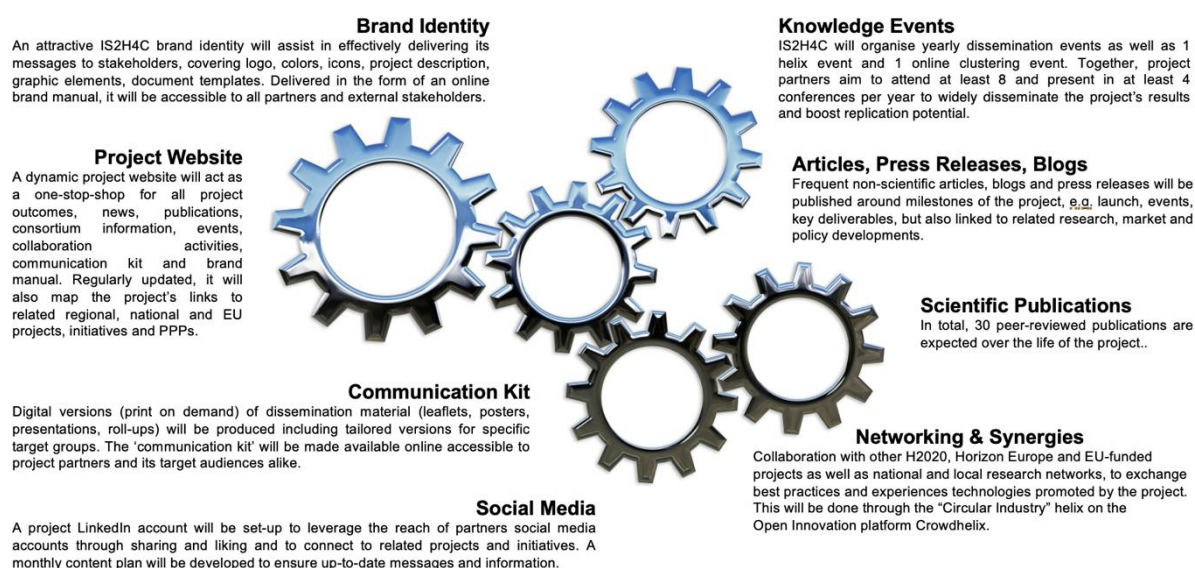 Brand Identity
An attractive IS2H4C brand identity will assist in effectively delivering its
messages to stakeholders, covering logo, colors, icons, project description,
graphic elements, document templates. Delivered in the form of an online
brand manual, it will be accessible to all partners and external stakeholders.
Project Website
A dynamic project website will act as
a one-stop-shop for all project
outcomes, news, publications,
consortium information, events,
collaboration activities,
communication kit and brand
manual. Regularly updated, it will
also map the project's links to
related regional, national and EU
projects, initiatives and PPPs.
Communication Kit
Digital versions (print on demand) of dissemination material (leaflets, posters,
presentations, roll-ups) will be produced including tailored versions for specific
target groups. The 'communication kit' will be made available online accessible to
project partners and its target audiences alike.
Social Media
A project LinkedIn account will be set-up to leverage the reach of partners social media
accounts through sharing and liking and to connect to related projects and initiatives. A
monthly content plan will be developed to ensure up-to-date messages and information.
Knowledge Events
IS2H4C will organise yearly dissemination events as well as 1
helix event and 1 online clustering event. Together, project
partners aim to attend at least 8 and present in at least 4
conferences per year to widely disseminate the project's results
and boost replication potential.
Articles, Press Releases, Blogs
Frequent non-scientific articles, blogs and press releases will be
published around milestones of the project, e.g. launch, events,
key deliverables, but also linked to related research, market and
policy developments.
Scientific Publications
In total, 30 peer-reviewed publications are
expected over the life of the project..
Networking & Synergies
Collaboration with other H2020, Horizon Europe and EU-funded
projects as well as national and local research networks, to exchange
best practices and experiences technologies promoted by the project.
This will be done through the "Circular Industry" helix on the
Open Innovation platform Crowdhelix.